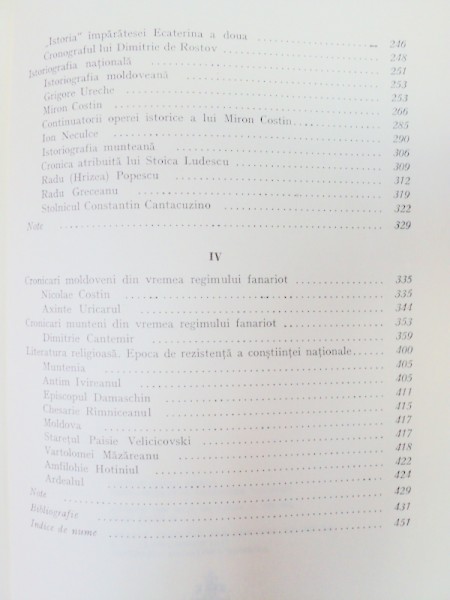 „Istoria” împărătesei Ecaterina a doua 246
Cronograful lui Dimitrie de Rostov 248
Istoriografia națională 251
Istoriografia moldoveană 253
Grigore Ureche 253
Miron Costin 266
Continuatorii operei istorice a lui Miron Costin 285
Ion Neculce 290
Istoriografia munteană 306
Cronica atribuită lui Stoica Ludescu 309
Radu (Hrizea) Popescu 312
Radu Greceanu 319
Stolnicul Constantin Cantacuzino 322
Note 329
IV
Cronicari moldoveni din vremea regimului fanariot 335
Nicolae Costin 335
Axinte Uricarul 344
Cronicari munteni din vremea regimului fanariot 353
Dimitrie Cantemir 359
Literatura religioasă. Epoca de rezistență a conștiinței naționale 400
Muntenia 405
Antim Ivireanul 405
Episcopul Damaschin 411
Chesarie Rîmniceanul 415
Moldova 417
Starețul Paisie Velicicovski 417
Vartolomei Măzăreanu 418
Amfilohie Hotiniul 422
Ardealul 424
Note 429
Bibliografie 431
Indice de nume 451